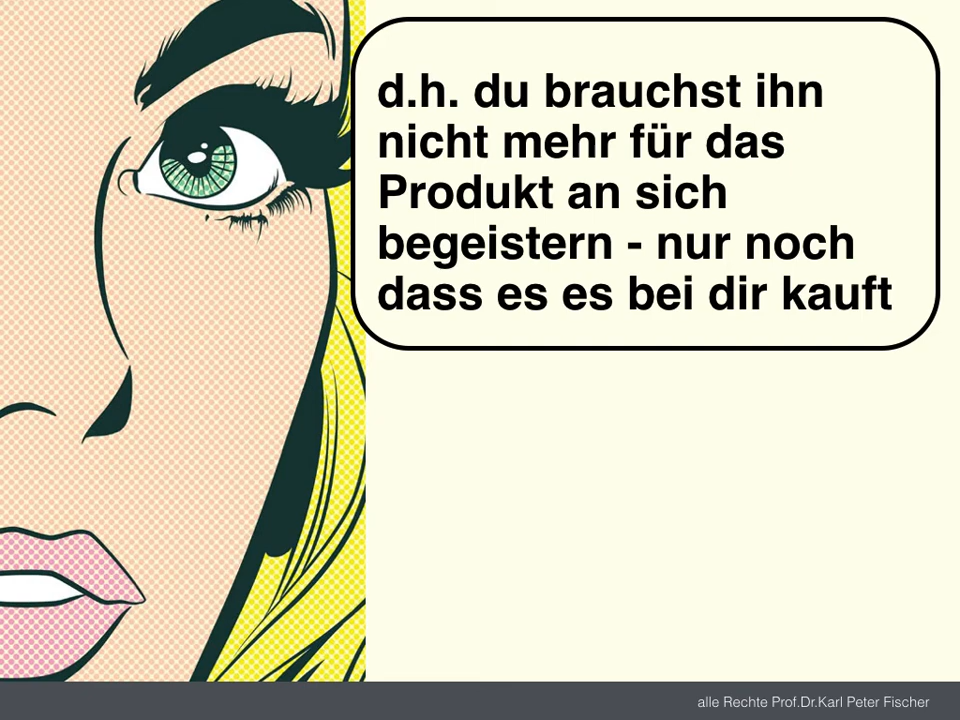 d.h. du brauchst ihn
nicht mehr für das
Produkt an sich
begeistern - nur noch
dass es es bei dir kauft
alle Rechte Prof.Dr.Karl Peter Fischer